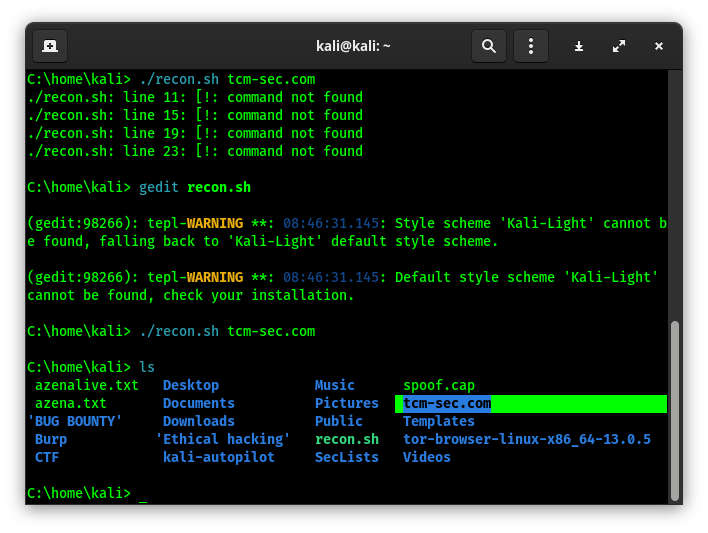 kali@kali: ~
C:\home\kali> ./recon.sh tcm-sec.com
./recon.sh: line 11: [!: command not found
./recon.sh: line 15: [!: command not found
./recon.sh: line 19: [!: command not found
./recon.sh: line 23: [!: command not found
C:\home\kali> gedit recon.sh
(gedit:98266): tepl-WARNING **: 08:46:31.145: Style scheme 'Kali-Light' cannot b
e found, falling back to 'Kali-Light' default style scheme.
(gedit:98266): tepl-WARNING **: 08:46:31.145: Default style scheme 'Kali-Light'
cannot be found, check your installation.
C:\home\kali> ./recon.sh tcm-sec.com
C:\home\kali> ls
azenalive.txt Desktop Music spoof.cap
azena.txt Documents Pictures tcm-sec.com
'BUG BOUNTY' Downloads Public Templates
Burp 'Ethical hacking' recon.sh tor-browser-linux-x86_64-13.0.5
CTF kali-autopilot SecLists Videos
C:\home\kali> _